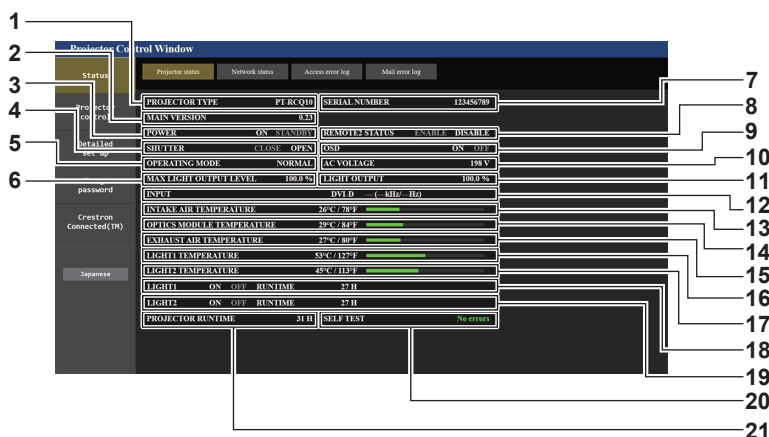 Projector Control Window
Status
Projector status
Network status
Access error log
Mail error log
Projector control
Detailed set up
password
Crestron Connected(TM)
Japanese
PROJECTOR TYPE PT-RCQ10 SERIAL NUMBER 123456789
MAIN VERSION 0.23
POWER ON STANDBY REMOTE2 STATUS ENABLE DISABLE
SHUTTER CLOSE OPEN OSD ON OFF
OPERATING MODE NORMAL AC VOLTAGE 198 V
MAX LIGHT OUTPUT LEVEL 100.0 % LIGHT OUTPUT 100.0 %
INPUT DVI-D — (—kHz/—Hz)
INTAKE AIR TEMPERATURE 26°C / 78°F
OPTICS MODULE TEMPERATURE 29°C / 84°F
EXHAUST AIR TEMPERATURE 27°C / 80°F
LIGHT1 TEMPERATURE 53°C / 127°F
LIGHT2 TEMPERATURE 45°C / 113°F
LIGHT1 ON OFF RUNTIME 27 H
LIGHT2 ON OFF RUNTIME 27 H
PROJECTOR RUNTIME 31 H SELF TEST No errors
1
2
3
4
5
6
7
8
9
10
11
12
13
14
15
16
17
18
19
20
21